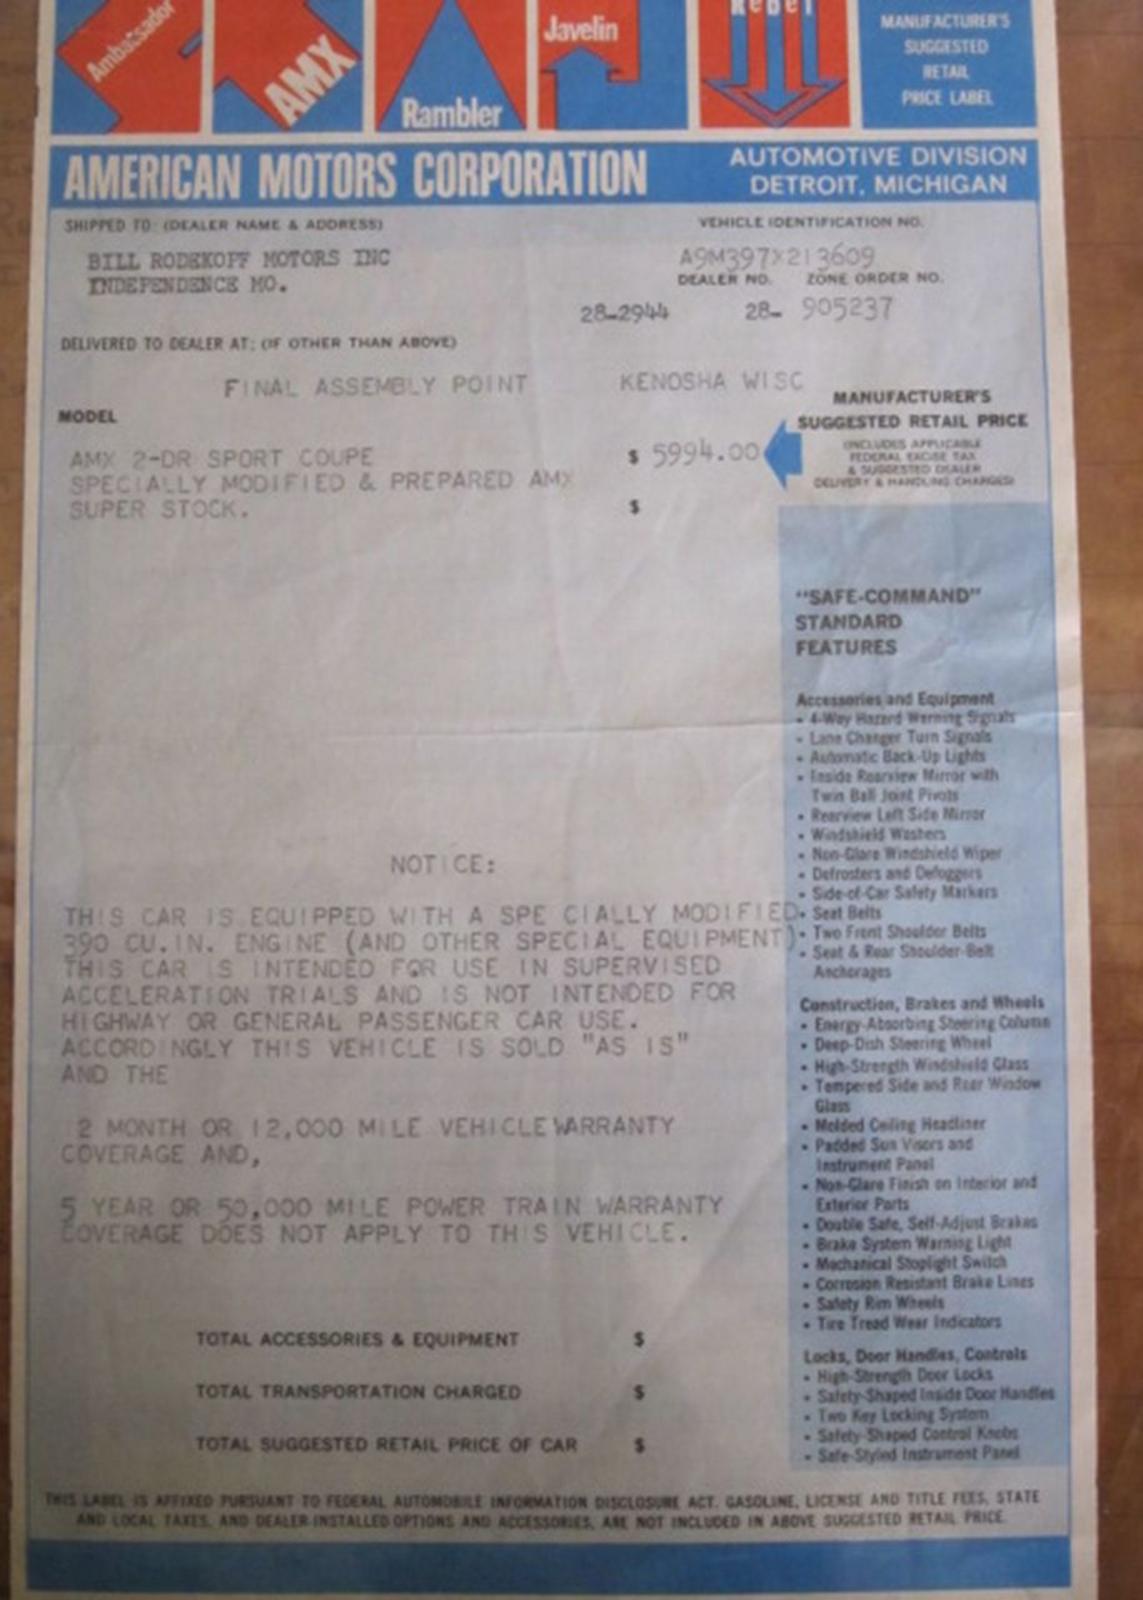 Ambassador
AMX
Rambler
Javelin
Rebel
MANUFACTURER'S
SUGGESTED
RETAIL
PRICE LABEL
AMERICAN MOTORS CORPORATION
AUTOMOTIVE DIVISION
DETROIT, MICHIGAN
SHIPPED TO: (DEALER NAME & ADDRESS)
VEHICLE IDENTIFICATION NO.
BILL RODEKOFF MOTORS INC
INDEPENDENCE MO.
A9M397X213609
DEALER NO. ZONE ORDER NO.
28-2944 28- 905237
DELIVERED TO DEALER AT: (IF OTHER THAN ABOVE)
FINAL ASSEMBLY POINT KENOSHA WISC
MODEL
MANUFACTURER'S
SUGGESTED RETAIL PRICE
(INCLUDES APPLICABLE
FEDERAL EXCISE TAX
& SUGGESTED DEALER
DELIVERY & HANDLING CHARGES)
AMX 2-DR SPORT COUPE $ 5994.00
SPECIALLY MODIFIED & PREPARED AMX
SUPER STOCK. $
"SAFE-COMMAND"
STANDARD
FEATURES
Accessories and Equipment
• 4-Way Hazard Warning Signals
• Lane Changer Turn Signals
• Automatic Back-Up Lights
• Inside Rearview Mirror with
Twin Ball Joint Pivots
• Rearview Left Side Mirror
• Windshield Washers
• Non-Glare Windshield Wiper
• Defrosters and Defoggers
• Side-of-Car Safety Markers
• Seat Belts
• Two Front Shoulder Belts
• Seat & Rear Shoulder-Belt
Anchorages
Construction, Brakes and Wheels
• Energy-Absorbing Steering Column
• Deep-Dish Steering Wheel
• High-Strength Windshield Glass
• Tempered Side and Rear Window
Glass
• Molded Ceiling Headliner
• Padded Sun Visors and
Instrument Panel
• Non-Glare Finish on Interior and
Exterior Parts
• Double Safe, Self-Adjust Brakes
• Brake System Warning Light
• Mechanical Stoplight Switch
• Corrosion Resistant Brake Lines
• Safety Rim Wheels
• Tire Tread Wear Indicators
Locks, Door Handles, Controls
• High-Strength Door Locks
• Safety-Shaped Inside Door Handles
• Two Key Locking System
• Safety-Shaped Control Knobs
• Safe-Styled Instrument Panel
NOTICE:
THIS CAR IS EQUIPPED WITH A SPE CIALLY MODIFIED
390 CU.IN. ENGINE (AND OTHER SPECIAL EQUIPMENT)
THIS CAR IS INTENDED FOR USE IN SUPERVISED
ACCELERATION TRIALS AND IS NOT INTENDED FOR
HIGHWAY OR GENERAL PASSENGER CAR USE.
ACCORDINGLY THIS VEHICLE IS SOLD "AS IS"
AND THE
2 MONTH OR 12,000 MILE VEHICLE WARRANTY
COVERAGE AND,
5 YEAR OR 50,000 MILE POWER TRAIN WARRANTY
COVERAGE DOES NOT APPLY TO THIS VEHICLE.
TOTAL ACCESSORIES & EQUIPMENT $
TOTAL TRANSPORTATION CHARGED $
TOTAL SUGGESTED RETAIL PRICE OF CAR $
THIS LABEL IS AFFIXED PURSUANT TO FEDERAL AUTOMOBILE INFORMATION DISCLOSURE ACT. GASOLINE, LICENSE AND TITLE FEES, STATE
AND LOCAL TAXES, AND DEALER INSTALLED OPTIONS AND ACCESSORIES, ARE NOT INCLUDED IN ABOVE SUGGESTED RETAIL PRICE.